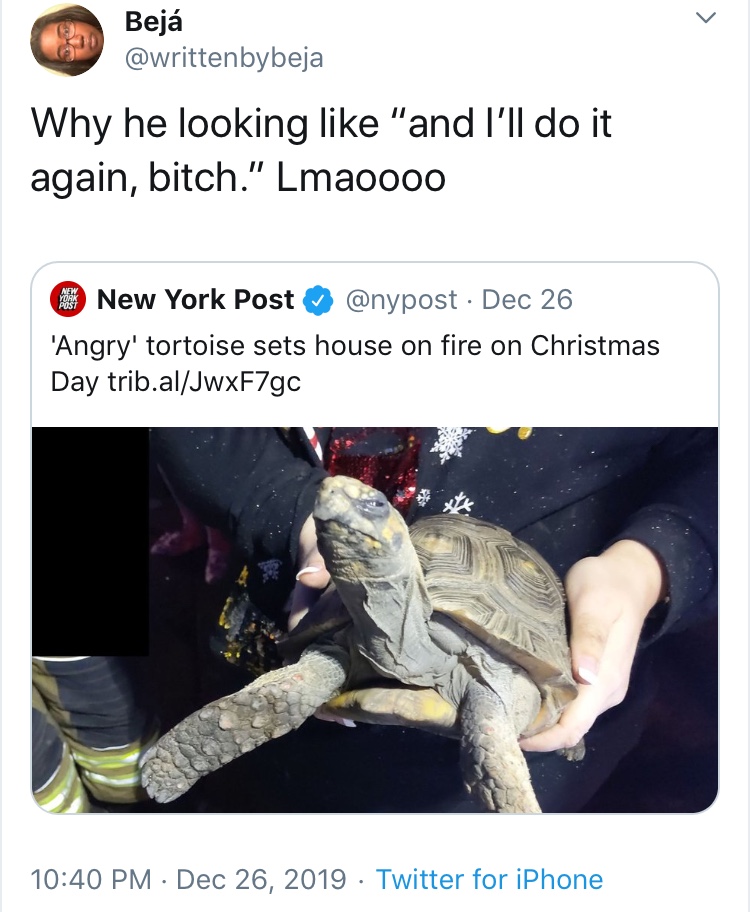 Bejá
@writtenbybeja
Why he looking like “and I’ll do it
again, bitch.” Lmaoooo
NEW
YORK
POST
New York Post @nypost · Dec 26
'Angry' tortoise sets house on fire on Christmas
Day trib.al/JwxF7gc
10:40 PM · Dec 26, 2019 · Twitter for iPhone